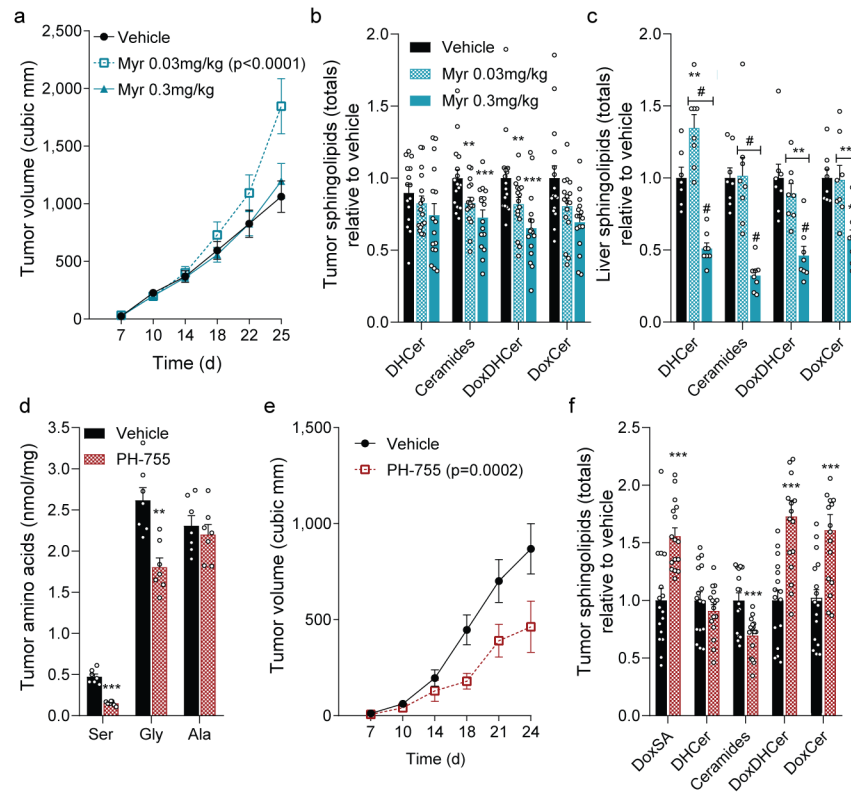 a
Tumor volume (cubic mm)
2,500
2,000
1,500
1,000
500
0
Vehicle
Myr 0.03mg/kg (p<0.0001)
Myr 0.3mg/kg
7 10 14 18 22 25
Time (d)
b
Tumor sphingolipids (totals)
relative to vehicle
2.0
1.5
1.0
0.5
0.0
Vehicle
Myr 0.03mg/kg
Myr 0.3mg/kg
** *** ** ***
DHCer
Ceramides
DoxDHCer
DoxCer
c
Liver sphingolipids (totals)
relative to vehicle
2.0
1.5
1.0
0.5
0.0
** # # # # ** # **
DHCer
Ceramides
DoxDHCer
DoxCer
d
Tumor amino acids (nmol/mg)
3.5
3.0
2.5
2.0
1.5
1.0
0.5
0.0
Vehicle
PH-755
*** **
Ser Gly Ala
e
Tumor volume (cubic mm)
1,500
1,000
500
0
Vehicle
PH-755 (p=0.0002)
7 10 14 18 21 24
Time (d)
f
Tumor sphingolipids (totals)
relative to vehicle
2.5
2.0
1.5
1.0
0.5
0.0
*** *** *** ***
DoxSA
DHCer
Ceramides
DoxDHCer
DoxCer